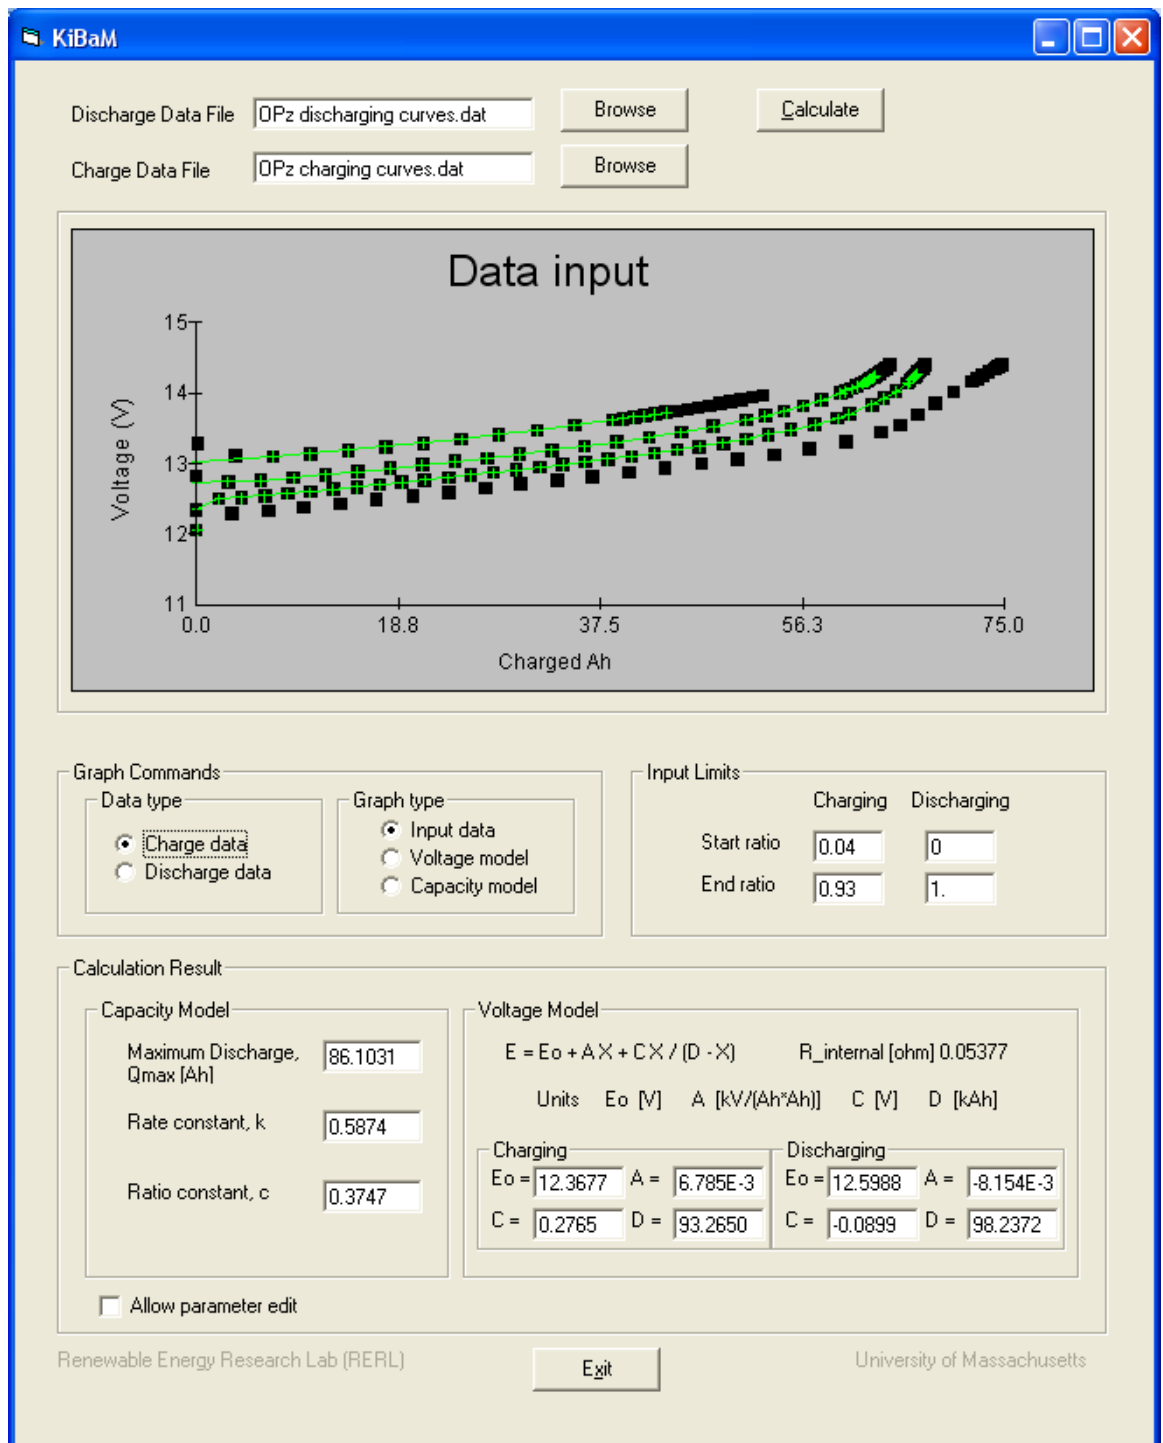 KiBaM
Discharge Data File OPz discharging curves.dat Browse Calculate
Charge Data File OPz charging curves.dat Browse
Data input
15
14
13
12
11
Voltage (V)
0.0 18.8 37.5 56.3 75.0
Charged Ah
Graph Commands
Data type
Charge data
Discharge data
Graph type
Input data
Voltage model
Capacity model
Input Limits
Charging Discharging
Start ratio 0.04 0
End ratio 0.93 1.
Calculation Result
Capacity Model
Maximum Discharge,
Qmax [Ah] 86.1031
Rate constant, k 0.5874
Ratio constant, c 0.3747
Voltage Model
E = Eo + A X + C X / (D - X) R_internal [ohm] 0.05377
Units Eo [V] A [kV/(Ah*Ah)] C [V] D [kAh]
Charging
Eo = 12.3677 A = 6.785E-3
C = 0.2765 D = 93.2650
Discharging
Eo = 12.5988 A = -8.154E-3
C = -0.0899 D = 98.2372
Allow parameter edit
Renewable Energy Research Lab (RERL) Exit University of Massachusetts